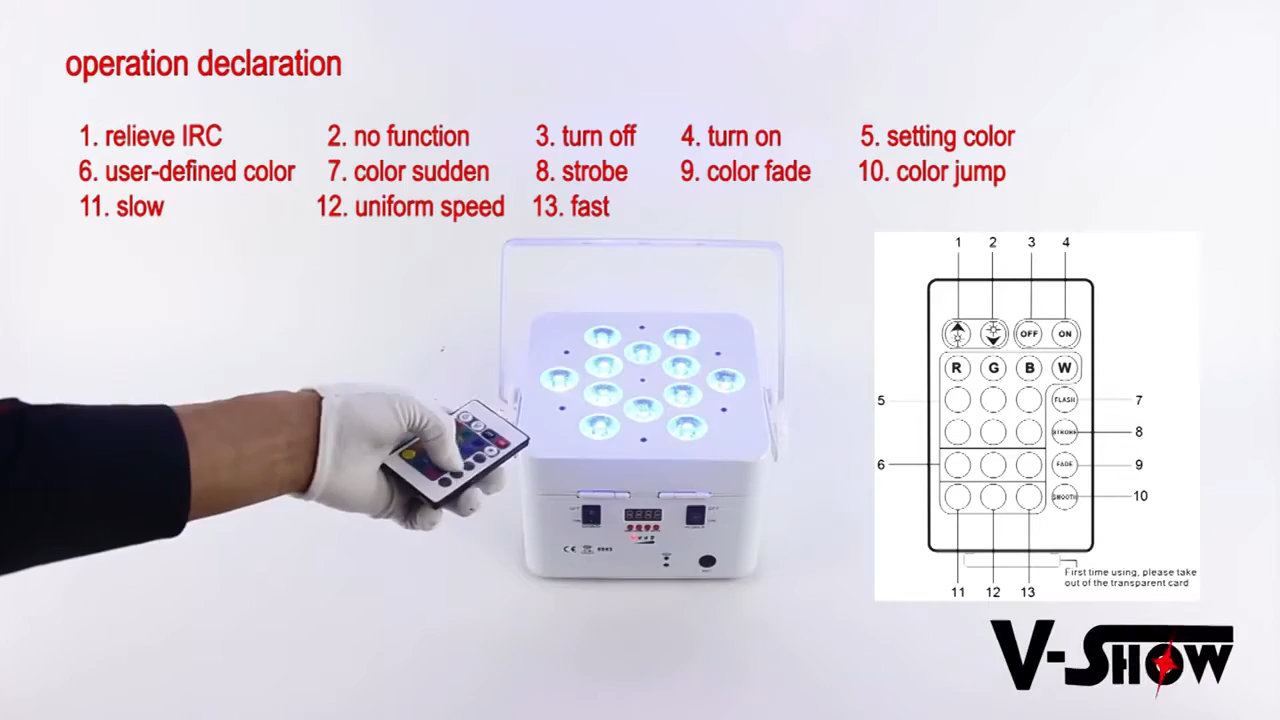 operation declaration
1. relieve IRC 2. no function 3. turn off 4. turn on 5. setting color
6. user-defined color 7. color sudden 8. strobe 9. color fade 10. color jump
11. slow 12. uniform speed 13. fast
1 2 3 4
OFF ON
R G B W
5 FLASH 7
STROBE 8
6 FADE 9
SMOOTH 10
First time using, please take
out of the transparent card
11 12 13
CE
V-SHOW